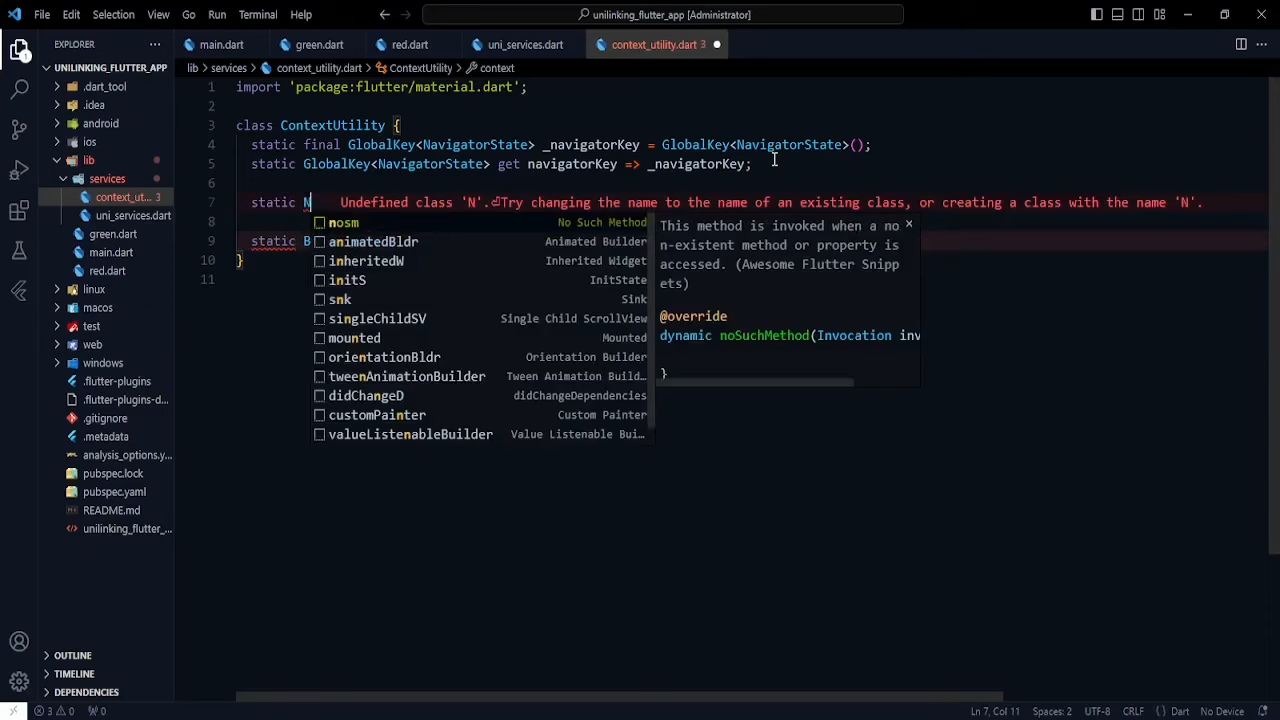 File Edit Selection View Go Run Terminal Help
unilinking_flutter_app [Administrator]
EXPLORER
main.dart green.dart red.dart uni_services.dart context_utility.dart 3
UNILINKING_FLUTTER_APP
lib > services > context_utility.dart > ContextUtility > context
.dart_tool
.idea
android
ios
lib
services
context_ut... 3
uni_services.dart
green.dart
main.dart
red.dart
linux
macos
test
web
windows
.flutter-plugins
.flutter-plugins-d...
.gitignore
.metadata
analysis_options.y...
pubspec.lock
pubspec.yaml
README.md
unilinking_flutter_...
OUTLINE
TIMELINE
DEPENDENCIES
1 import 'package:flutter/material.dart';
2
3 class ContextUtility {
4 static final GlobalKey<NavigatorState> _navigatorKey = GlobalKey<NavigatorState>();
5 static GlobalKey<NavigatorState> get navigatorKey => _navigatorKey;
6
7 static N Undefined class 'N'.⏎Try changing the name to the name of an existing class, or creating a class with the name 'N'.
8
9 static B
10 }
11
nosm No Such Method
animatedBldr Animated Builder
inheritedW Inherited Widget
initS InitState
snk Sink
singleChildSV Single Child ScrollView
mounted Mounted
orientationBldr Orientation Builder
tweenAnimationBuilder Tween Animation Build...
didChangeD didChangeDependencies
customPainter Custom Painter
valueListenableBuilder Value Listenable Bui...
This method is invoked when a no
n-existent method or property is
accessed. (Awesome Flutter Snipp
ets)
@override
dynamic noSuchMethod(Invocation inv
}
3 0 0 Ln 7, Col 11 Spaces: 2 UTF-8 CRLF { } Dart No Device